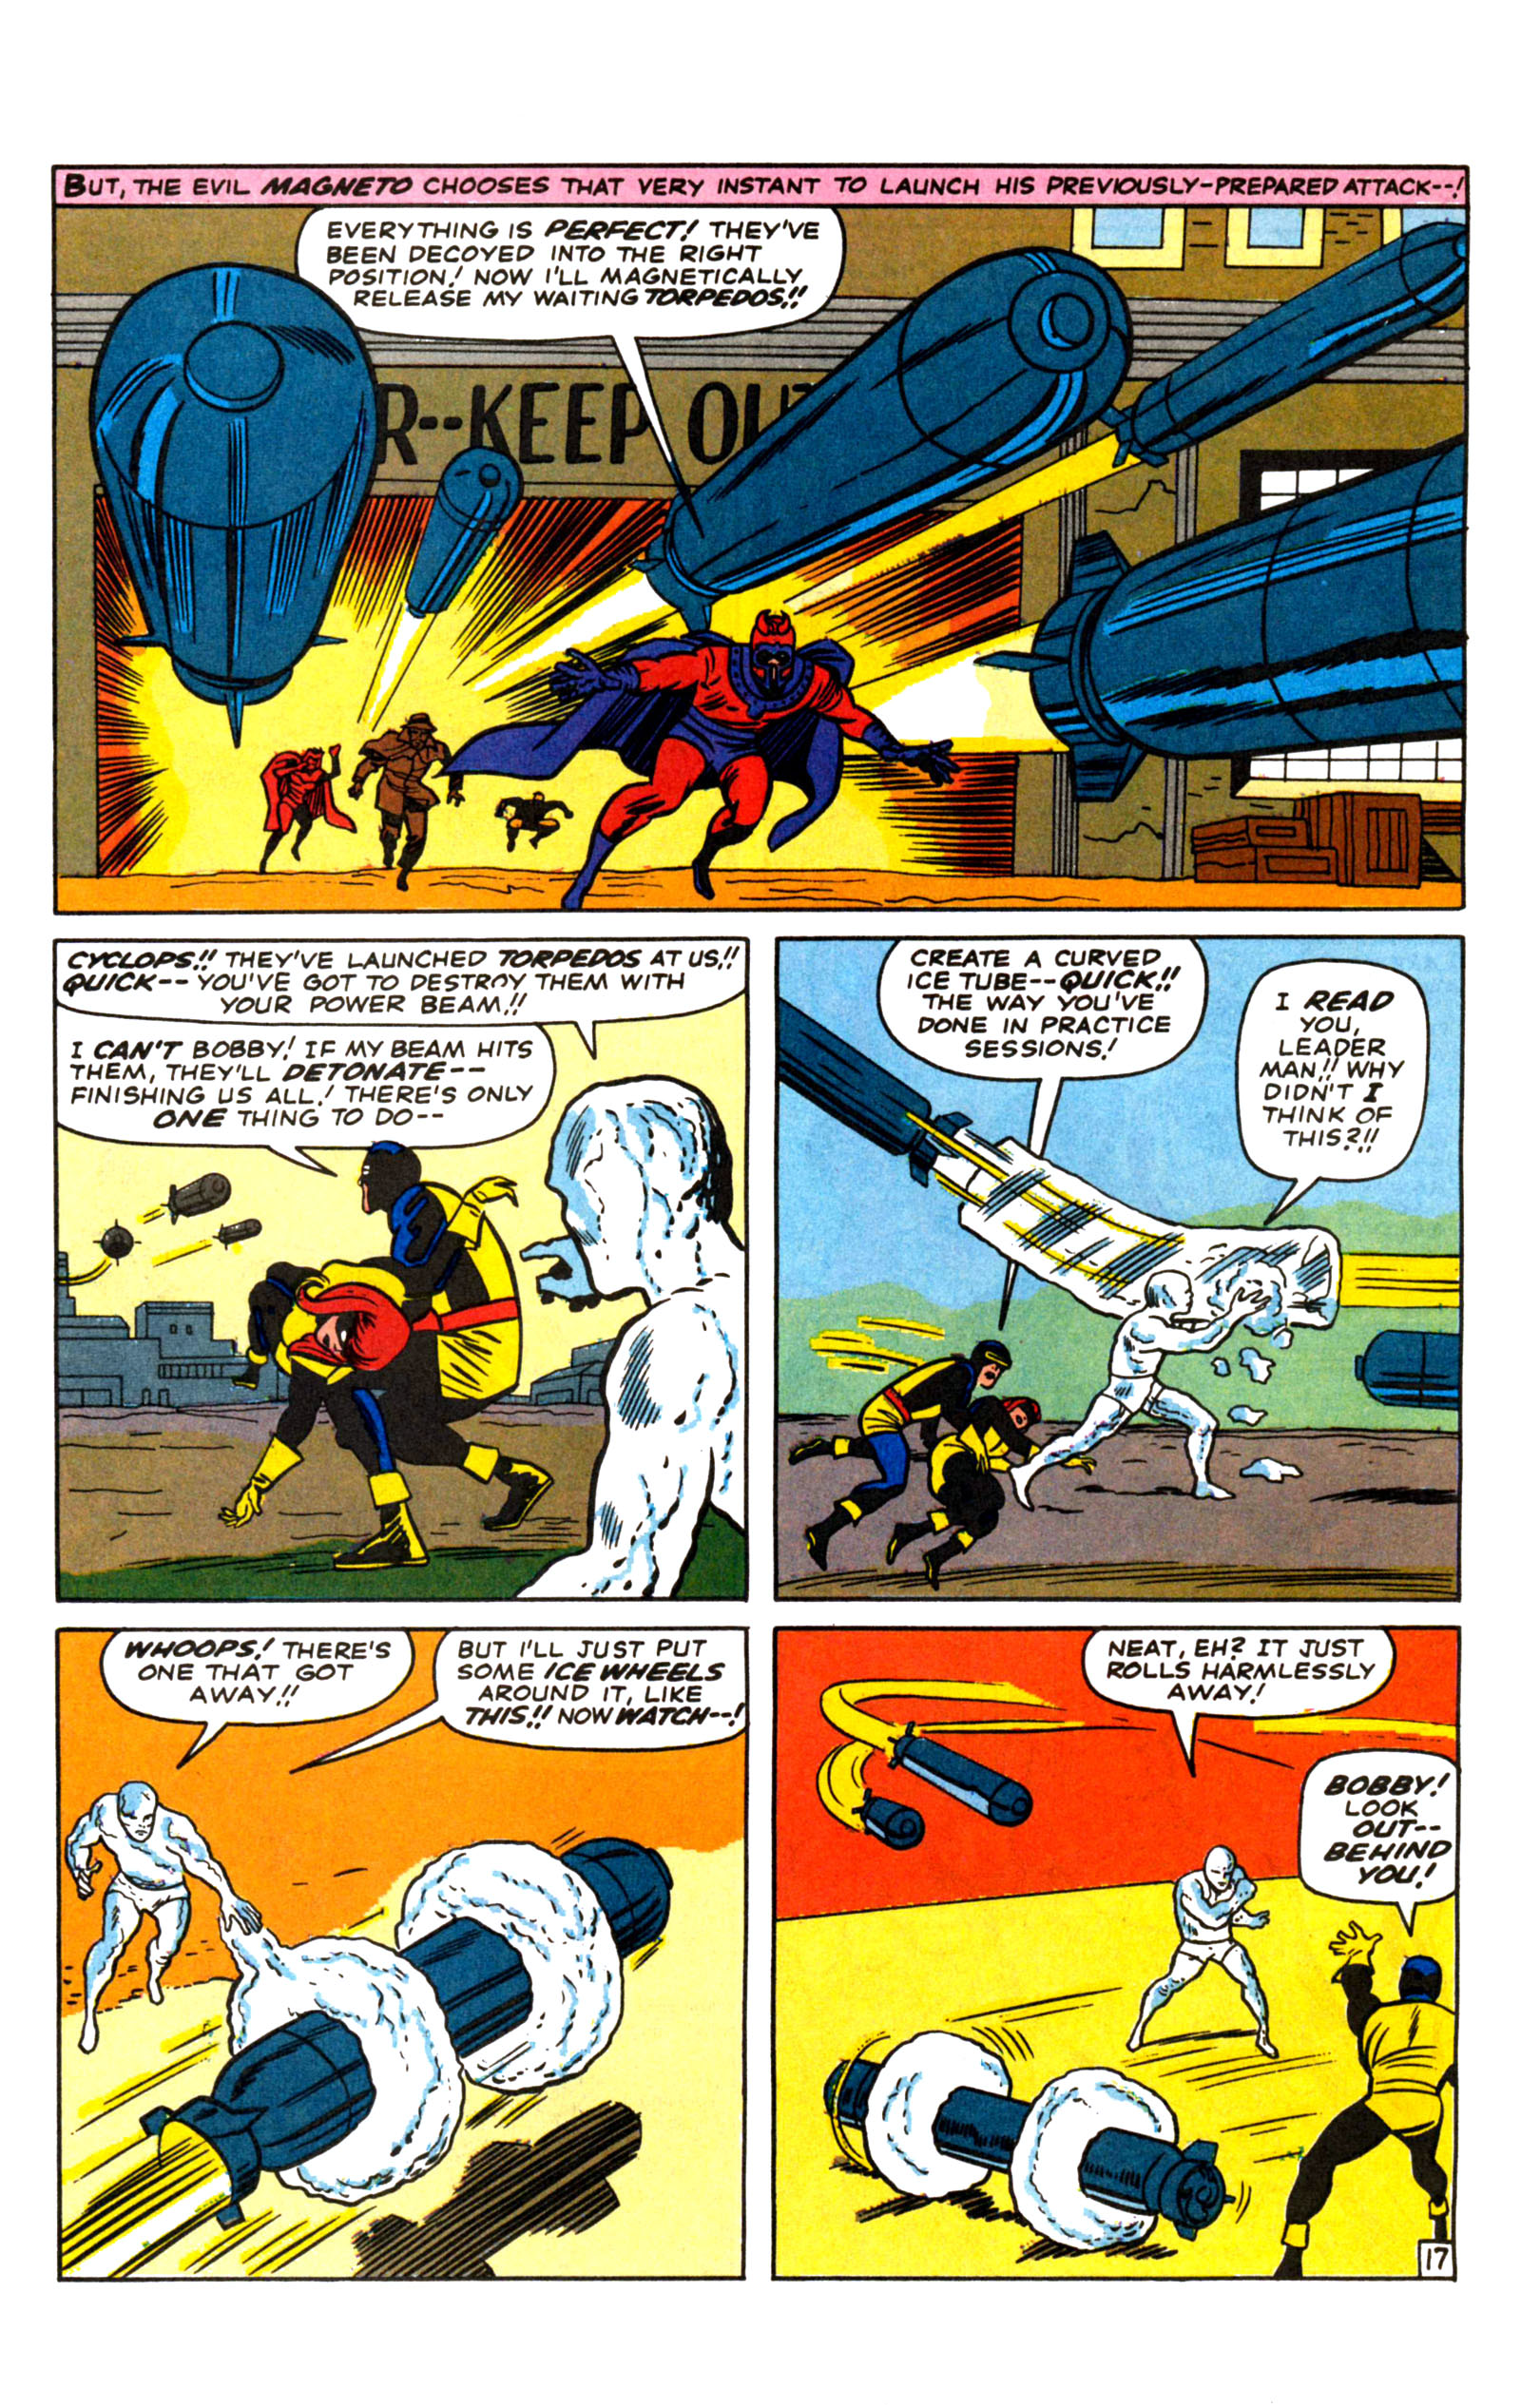 BUT, THE EVIL MAGNETO CHOOSES THAT VERY INSTANT TO LAUNCH HIS PREVIOUSLY-PREPARED ATTACK--!
EVERYTHING IS PERFECT! THEY'VE
BEEN DECOYED INTO THE RIGHT
POSITION! NOW I'LL MAGNETICALLY
RELEASE MY WAITING TORPEDOS!!
R--KEEP OUT
CYCLOPS!! THEY'VE LAUNCHED TORPEDOS AT US!!
QUICK-- YOU'VE GOT TO DESTROY THEM WITH
YOUR POWER BEAM!!
I CAN'T BOBBY! IF MY BEAM HITS
THEM, THEY'LL DETONATE--
FINISHING US ALL! THERE'S ONLY
ONE THING TO DO--
CREATE A CURVED
ICE TUBE--QUICK!!
THE WAY YOU'VE
DONE IN PRACTICE
SESSIONS!
I READ
YOU,
LEADER
MAN!! WHY
DIDN'T I
THINK OF
THIS?!!
WHOOPS! THERE'S
ONE THAT GOT
AWAY!!
BUT I'LL JUST PUT
SOME ICE WHEELS
AROUND IT, LIKE
THIS!! NOW WATCH--!
NEAT, EH? IT JUST
ROLLS HARMLESSLY
AWAY!
BOBBY!
LOOK
OUT--
BEHIND
YOU!
17